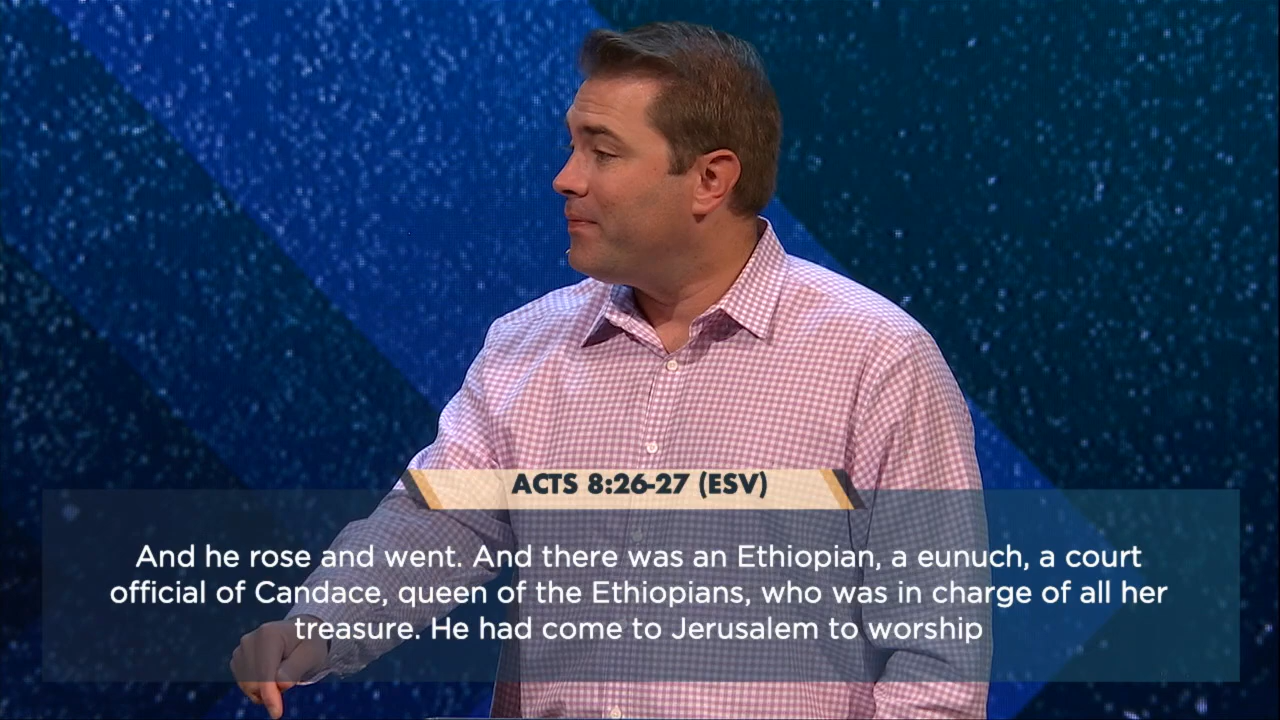 ACTS 8:26-27 (ESV)
And he rose and went. And there was an Ethiopian, a eunuch, a court
official of Candace, queen of the Ethiopians, who was in charge of all her
treasure. He had come to Jerusalem to worship